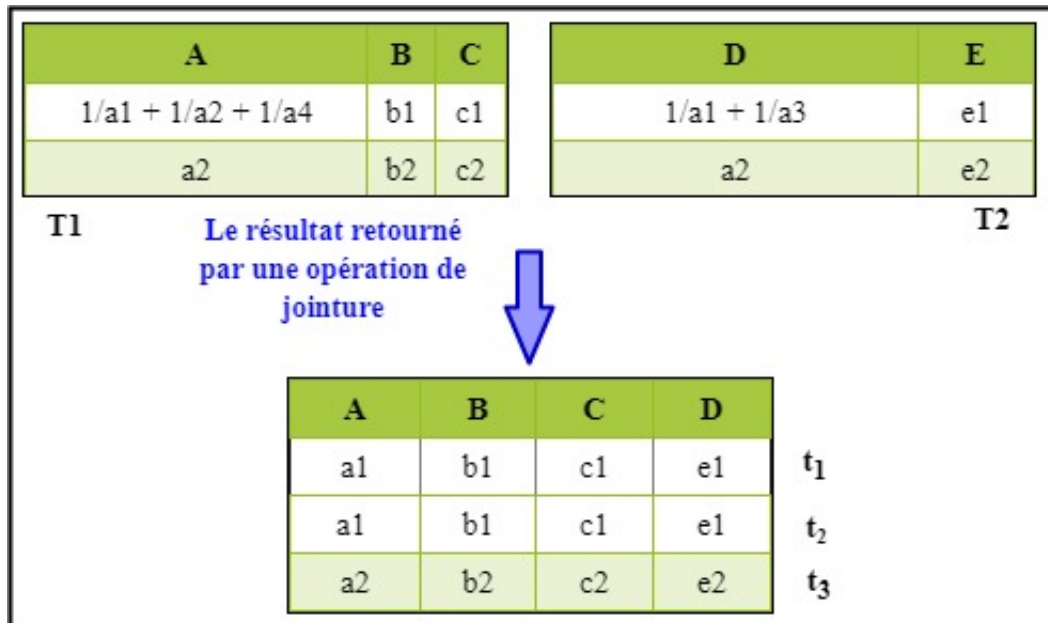 A B C
1/a1 + 1/a2 + 1/a4 b1 c1
a2 b2 c2
T1
D E
1/a1 + 1/a3 e1
a2 e2
T2
Le résultat retourné
par une opération de
jointure
A B C D
a1 b1 c1 e1 t1
a1 b1 c1 e1 t2
a2 b2 c2 e2 t3